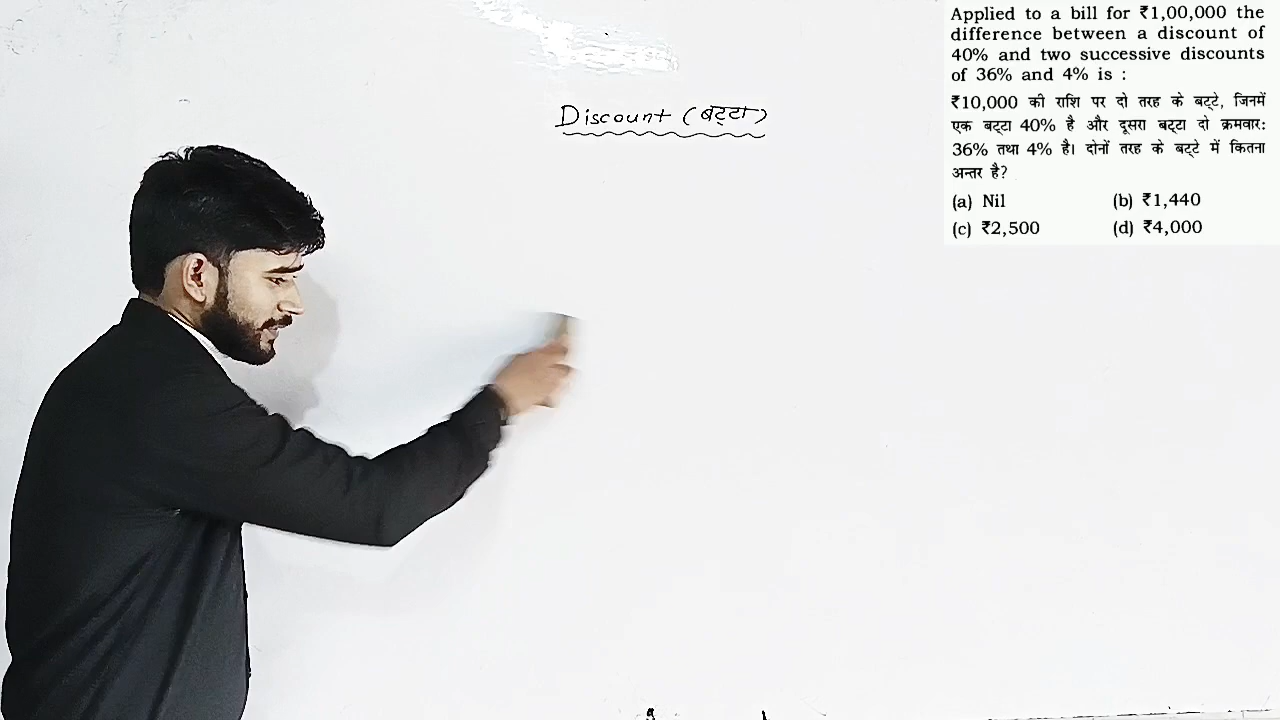 Discount (बट्टा)
Applied to a bill for ₹1,00,000 the
difference between a discount of
40% and two successive discounts
of 36% and 4% is :
₹10,000 की राशि पर दो तरह के बट्टे, जिनमें
एक बट्टा 40% है और दूसरा बट्टा दो क्रमवार:
36% तथा 4% है। दोनों तरह के बट्टे में कितना
अन्तर है?
(a) Nil (b) ₹1,440
(c) ₹2,500 (d) ₹4,000